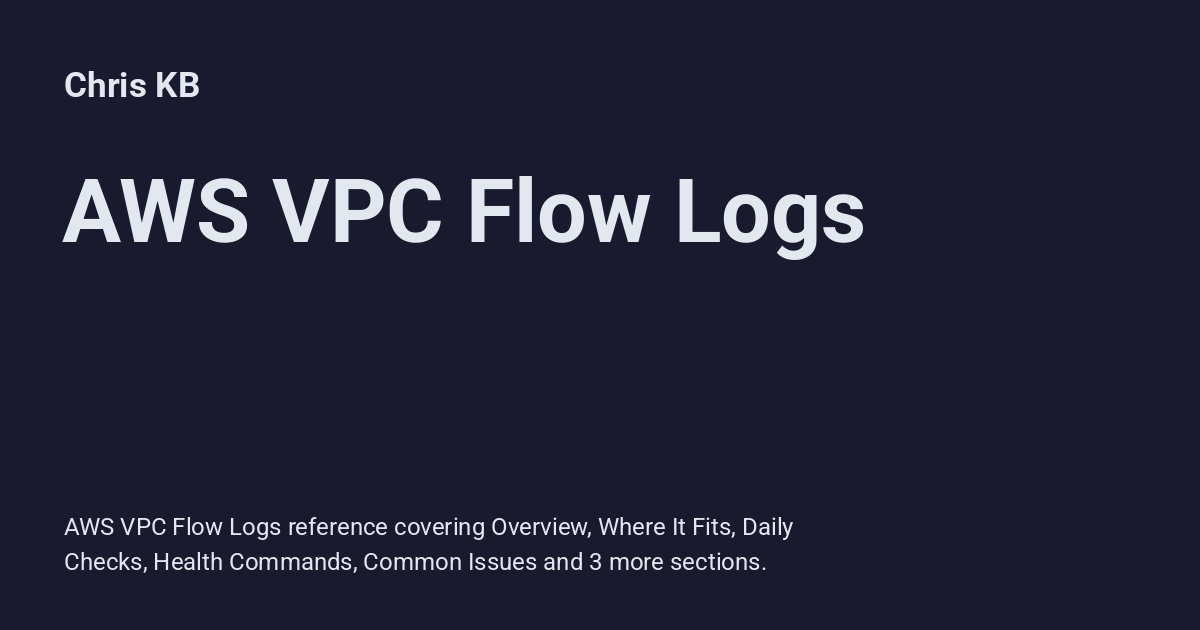 Chris KB
AWS VPC Flow Logs
AWS VPC Flow Logs reference covering Overview, Where It Fits, Daily
Checks, Health Commands, Common Issues and 3 more sections.